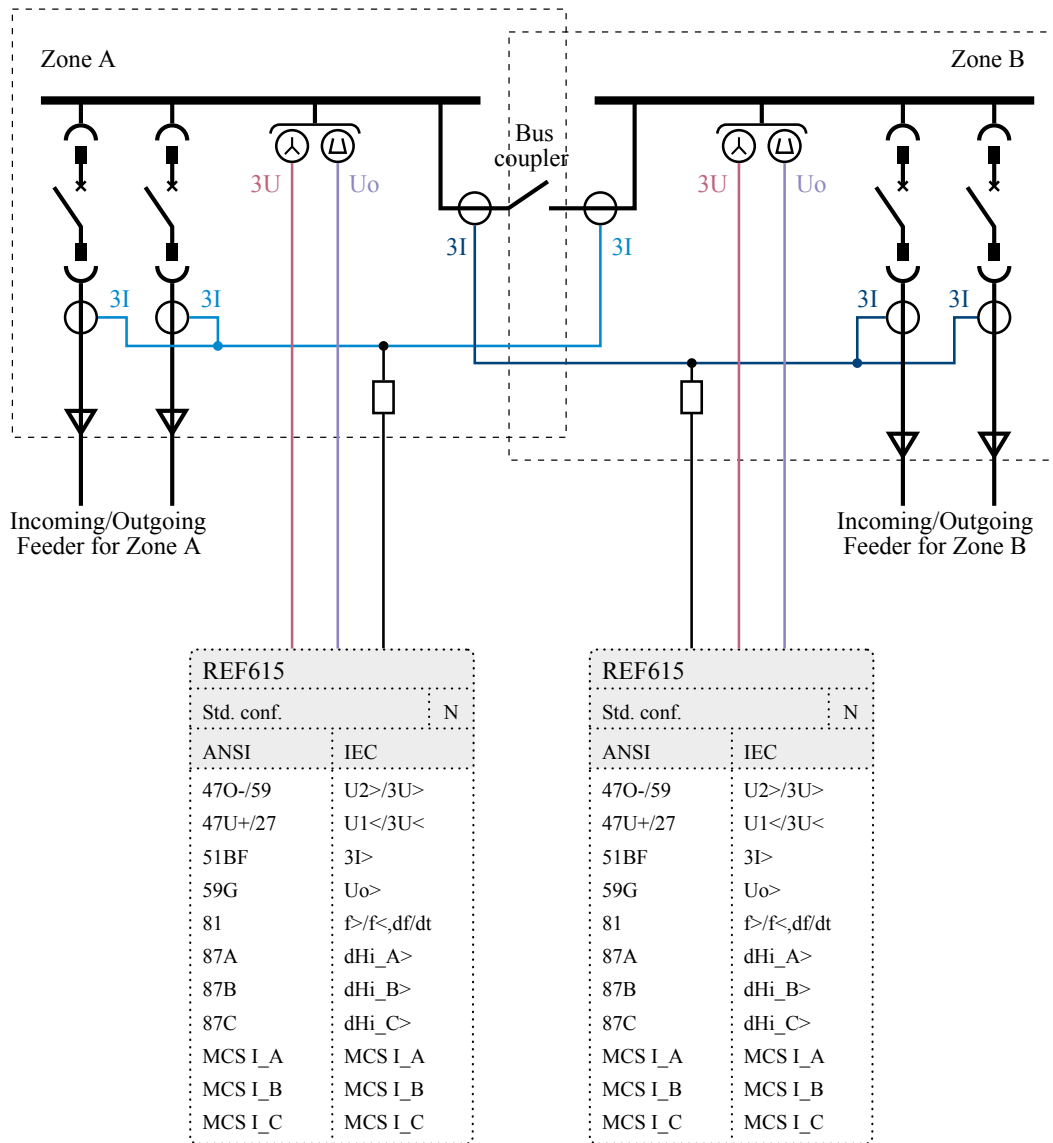 Zone A
Zone B
Bus
coupler
3U
Uo
3U
Uo
3I
3I
3I
3I
3I
3I
Incoming/Outgoing
Feeder for Zone A
Incoming/Outgoing
Feeder for Zone B
REF615
Std. conf. N
ANSI IEC
47O-/59 U2>/3U>
47U+/27 U1</3U<
51BF 3I>
59G Uo>
81 f>/f<,df/dt
87A dHi_A>
87B dHi_B>
87C dHi_C>
MCS I_A MCS I_A
MCS I_B MCS I_B
MCS I_C MCS I_C
REF615
Std. conf. N
ANSI IEC
47O-/59 U2>/3U>
47U+/27 U1</3U<
51BF 3I>
59G Uo>
81 f>/f<,df/dt
87A dHi_A>
87B dHi_B>
87C dHi_C>
MCS I_A MCS I_A
MCS I_B MCS I_B
MCS I_C MCS I_C